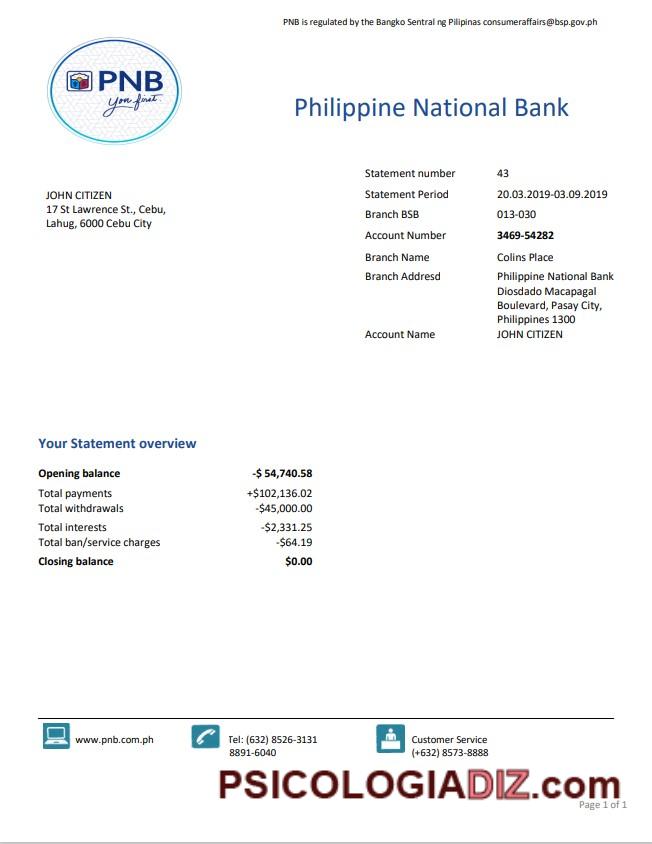 PNB is regulated by the Bangko Sentral ng Pilipinas consumeraffairs@bsp.gov.ph
PNB
You first.
Philippine National Bank
JOHN CITIZEN
17 St Lawrence St., Cebu,
Lahug, 6000 Cebu City
Statement number 43
Statement Period 20.03.2019-03.09.2019
Branch BSB 013-030
Account Number 3469-54282
Branch Name Colins Place
Branch Addresd Philippine National Bank
Diosdado Macapagal
Boulevard, Pasay City,
Philippines 1300
Account Name JOHN CITIZEN
Your Statement overview
Opening balance -$ 54,740.58
Total payments +$102,136.02
Total withdrawals -$45,000.00
Total interests -$2,331.25
Total ban/service charges -$64.19
Closing balance $0.00
www.pnb.com.ph
Tel: (632) 8526-3131
8891-6040
Customer Service
(+632) 8573-8888
PSICOLOGIADIZ.com
Page 1 of 1